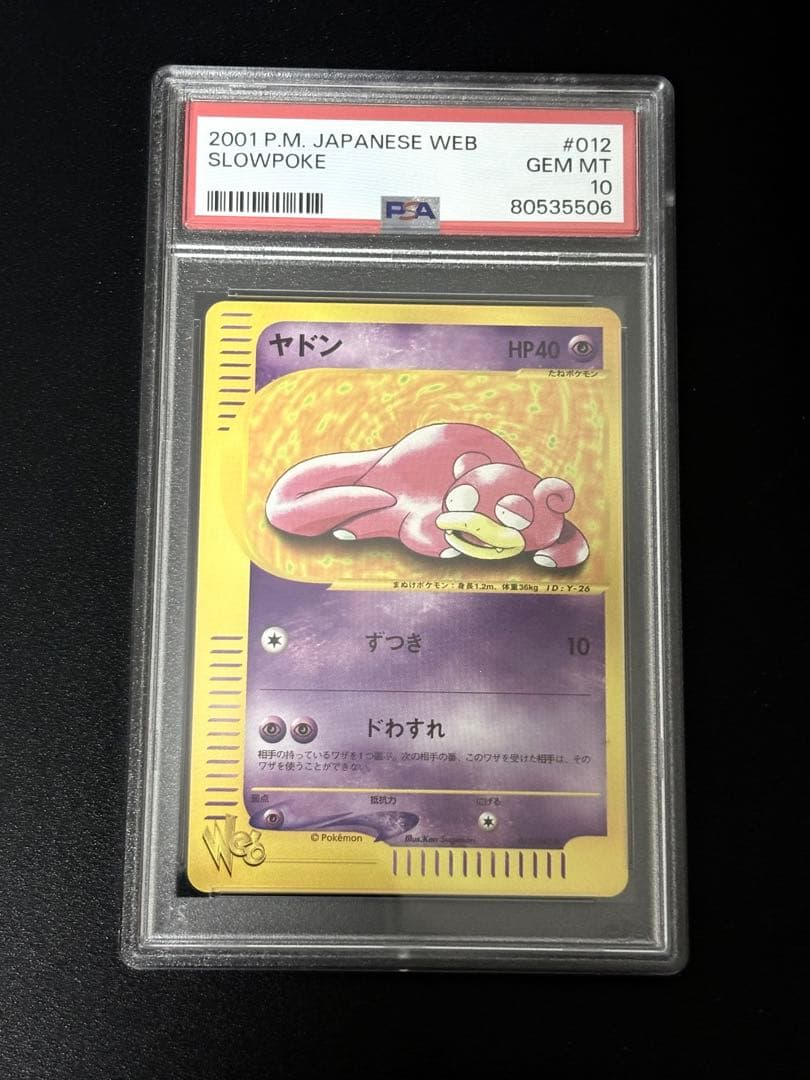 2001 P.M. JAPANESE WEB #012
SLOWPOKE GEM MT
10
PSA 80535506
ヤドン HP40
たねポケモン
まぬけポケモン：身長1.2m、体重36kg ID:Y-26
ずつき 10
ドわすれ
相手の持っているワザを1つ選ぶ。次の相手の番、このワザを受けた相手は、その
ワザを使うことができない。
弱点 抵抗力 にげる
© Pokémon Illus.Ken Sugimori
Web